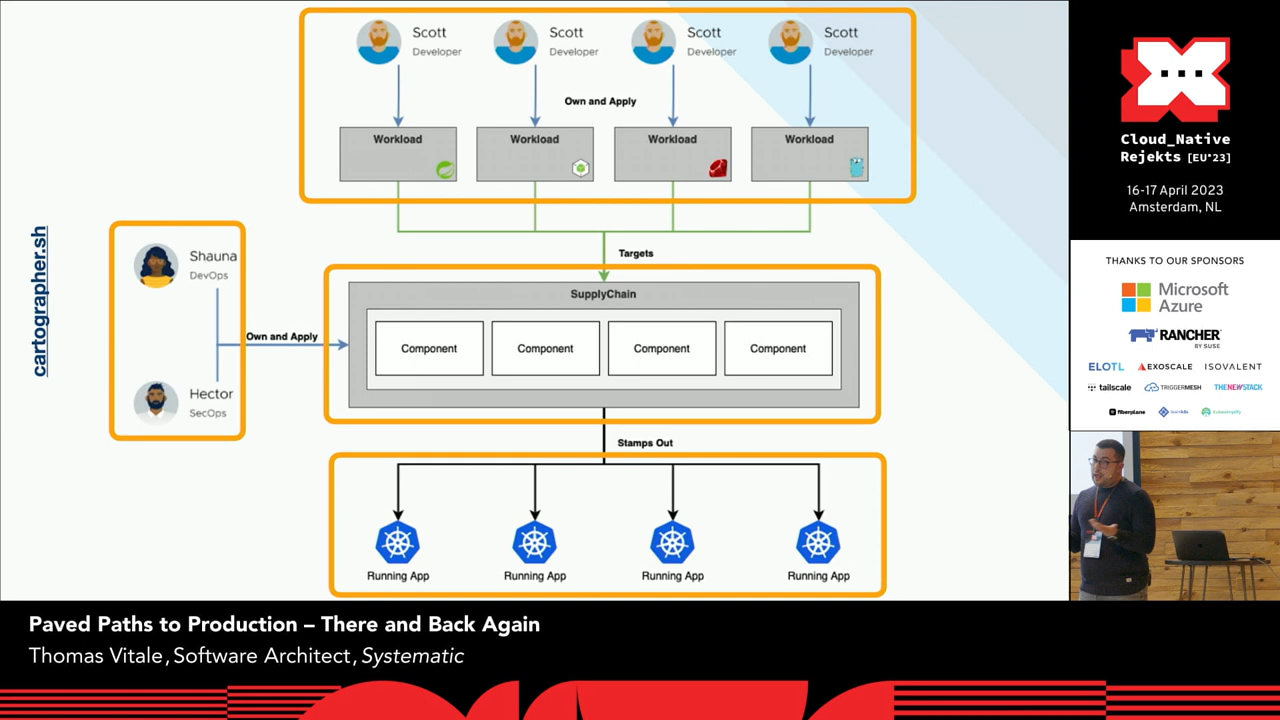 Scott
Developer
Scott
Developer
Scott
Developer
Scott
Developer
Own and Apply
Workload
Workload
Workload
Workload
Targets
cartographer.sh
Shauna
DevOps
Hector
SecOps
Own and Apply
SupplyChain
Component
Component
Component
Component
Stamps Out
Running App
Running App
Running App
Running App
Cloud_Native
Rejekts [EU*23]
16-17 April 2023
Amsterdam, NL
THANKS TO OUR SPONSORS
Microsoft
Azure
RANCHER
BY SUSE
ELOTL EXOSCALE ISOVALENT
tailscale TRIGGERMESH THENEWSTACK
fiberplane
Paved Paths to Production – There and Back Again
Thomas Vitale, Software Architect, Systematic